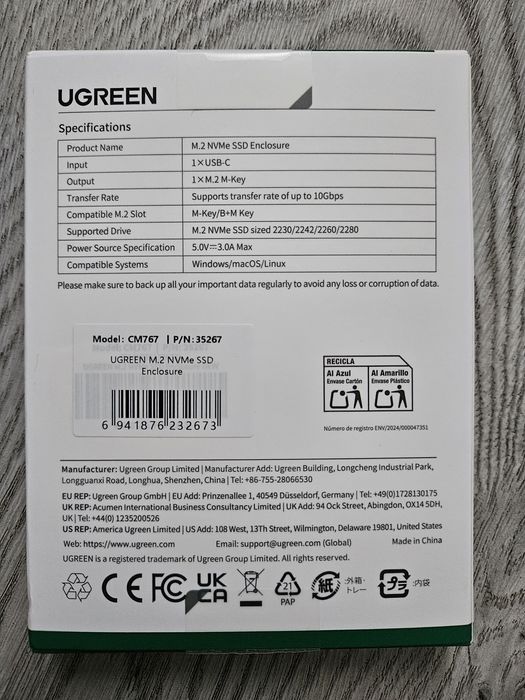 UGREEN
Specifications
Product Name M.2 NVMe SSD Enclosure
Input 1×USB-C
Output 1×M.2 M-Key
Transfer Rate Supports transfer rate of up to 10Gbps
Compatible M.2 Slot M-Key/B+M Key
Supported Drive M.2 NVMe SSD sized 2230/2242/2260/2280
Power Source Specification 5.0V⎓3.0A Max
Compatible Systems Windows/macOS/Linux
Please make sure to back up all your important data regularly to avoid any loss or corruption of data.
Model: CM767 | P/N:35267
UGREEN M.2 NVMe SSD
Enclosure
6 941876 232673
RECICLA
Al Azul Al Amarillo
Envase Cartón Envase Plástico
Número de registro ENV/2024/000047351
Manufacturer: Ugreen Group Limited | Manufacturer Add: Ugreen Building, Longcheng Industrial Park,
Longguanxi Road, Longhua, Shenzhen, China | Tel: +86-755-28066530
EU REP: Ugreen Group GmbH | EU Add: Prinzenallee 1, 40549 Düsseldorf, Germany | Tel: +49(0)1728130175
UK REP: Acumen International Business Consultancy Limited | UK Add: 94 Ock Street, Abingdon, OX14 5DH,
UK | Tel: +44(0) 1235200526
US REP: America Ugreen Limited | US Add: 108 West, 13Th Street, Wilmington, Delaware 19801, United States
Web: https://www.ugreen.com Email: support@ugreen.com (Global) Made in China
UGREEN is a registered trademark of Ugreen Group Limited. All rights reserved.
CE FC UK CA 21 PAP 紙 :外箱・トレー プラ :内袋